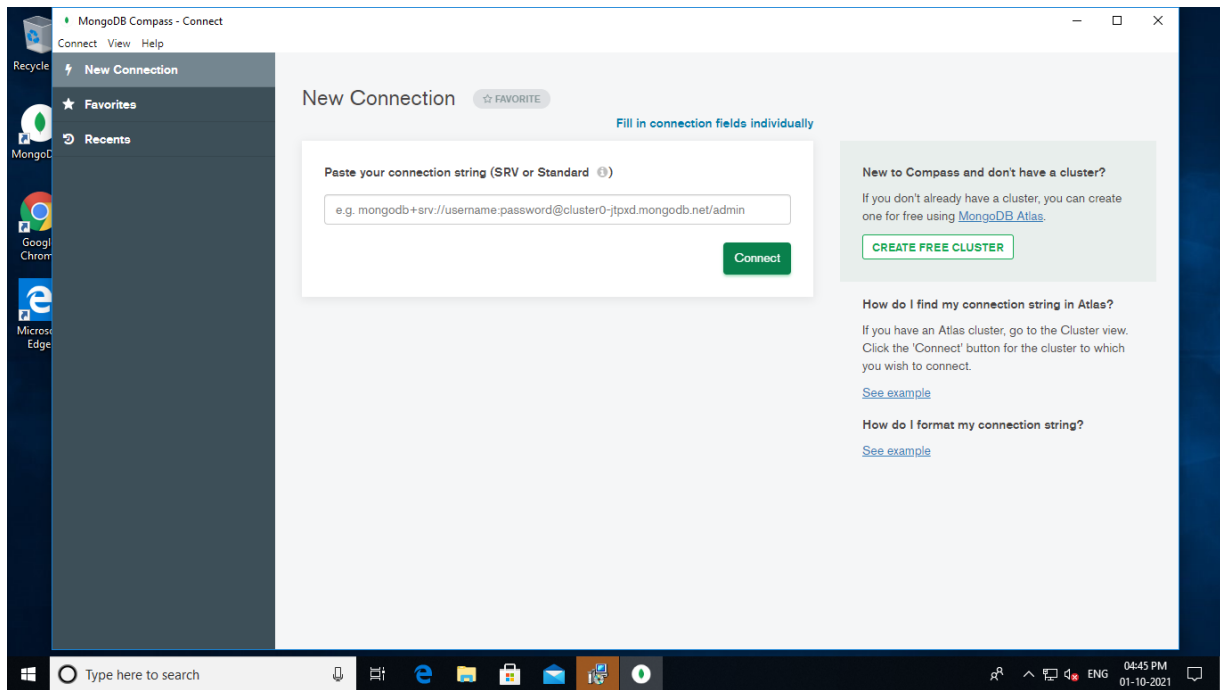 MongoDB Compass - Connect
Connect View Help
Recycle
MongoD
Googl
Chrom
Microso
Edge
New Connection
Favorites
Recents
New Connection
FAVORITE
Fill in connection fields individually
Paste your connection string (SRV or Standard i)
e.g. mongodb+srv://username:password@cluster0-jtpxd.mongodb.net/admin
Connect
New to Compass and don't have a cluster?
If you don't already have a cluster, you can create
one for free using MongoDB Atlas.
CREATE FREE CLUSTER
How do I find my connection string in Atlas?
If you have an Atlas cluster, go to the Cluster view.
Click the 'Connect' button for the cluster to which
you wish to connect.
See example
How do I format my connection string?
See example
Type here to search
ENG
04:45 PM
01-10-2021